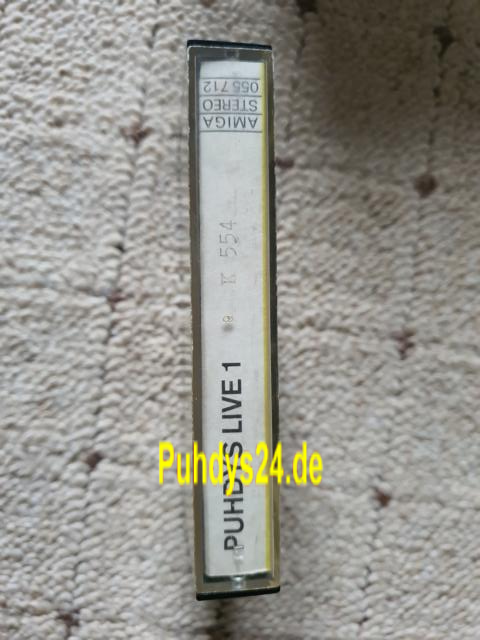 AMIGA
STEREO
055 712
K 554
PUHDYS LIVE 1
Puhdys24.de